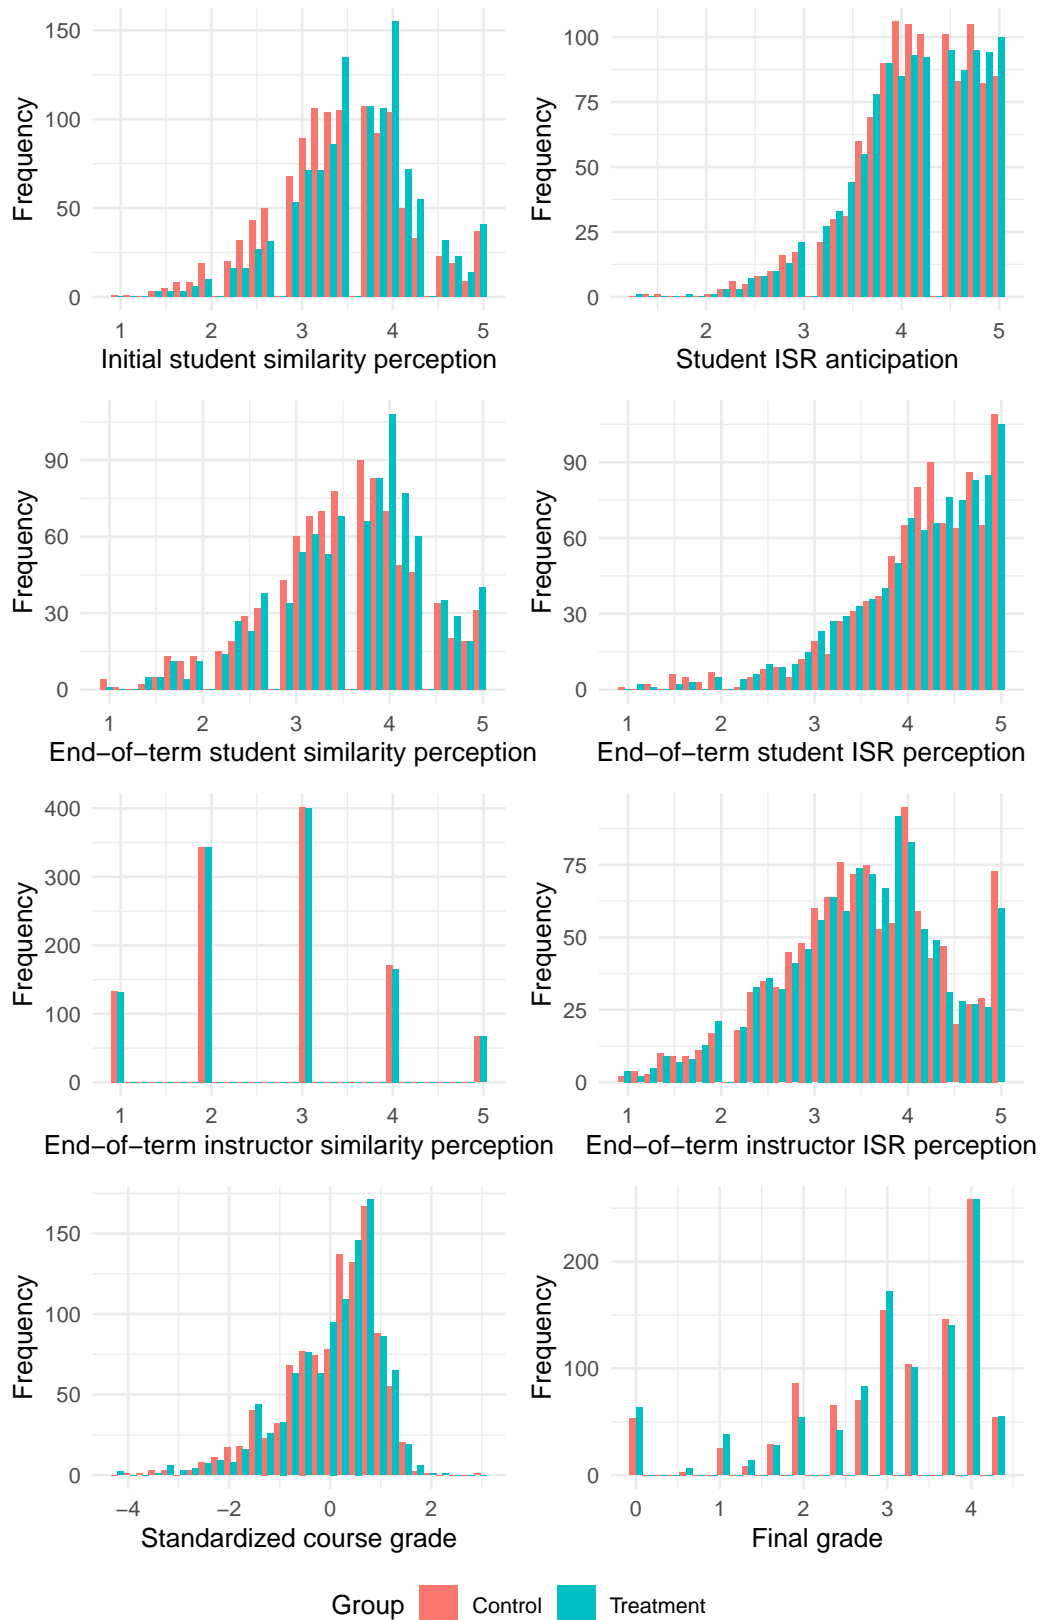 150
100
50
0
Frequency
1 2 3 4 5
Initial student similarity perception
100
75
50
25
0
Frequency
2 3 4 5
Student ISR anticipation
90
60
30
0
Frequency
1 2 3 4 5
End−of−term student similarity perception
90
60
30
0
Frequency
1 2 3 4 5
End−of−term student ISR perception
400
300
200
100
0
Frequency
1 2 3 4 5
End−of−term instructor similarity perception
75
50
25
0
Frequency
1 2 3 4 5
End−of−term instructor ISR perception
150
100
50
0
Frequency
−4 −2 0 2
Standardized course grade
200
100
0
Frequency
0 1 2 3 4
Final grade
Group Control Treatment